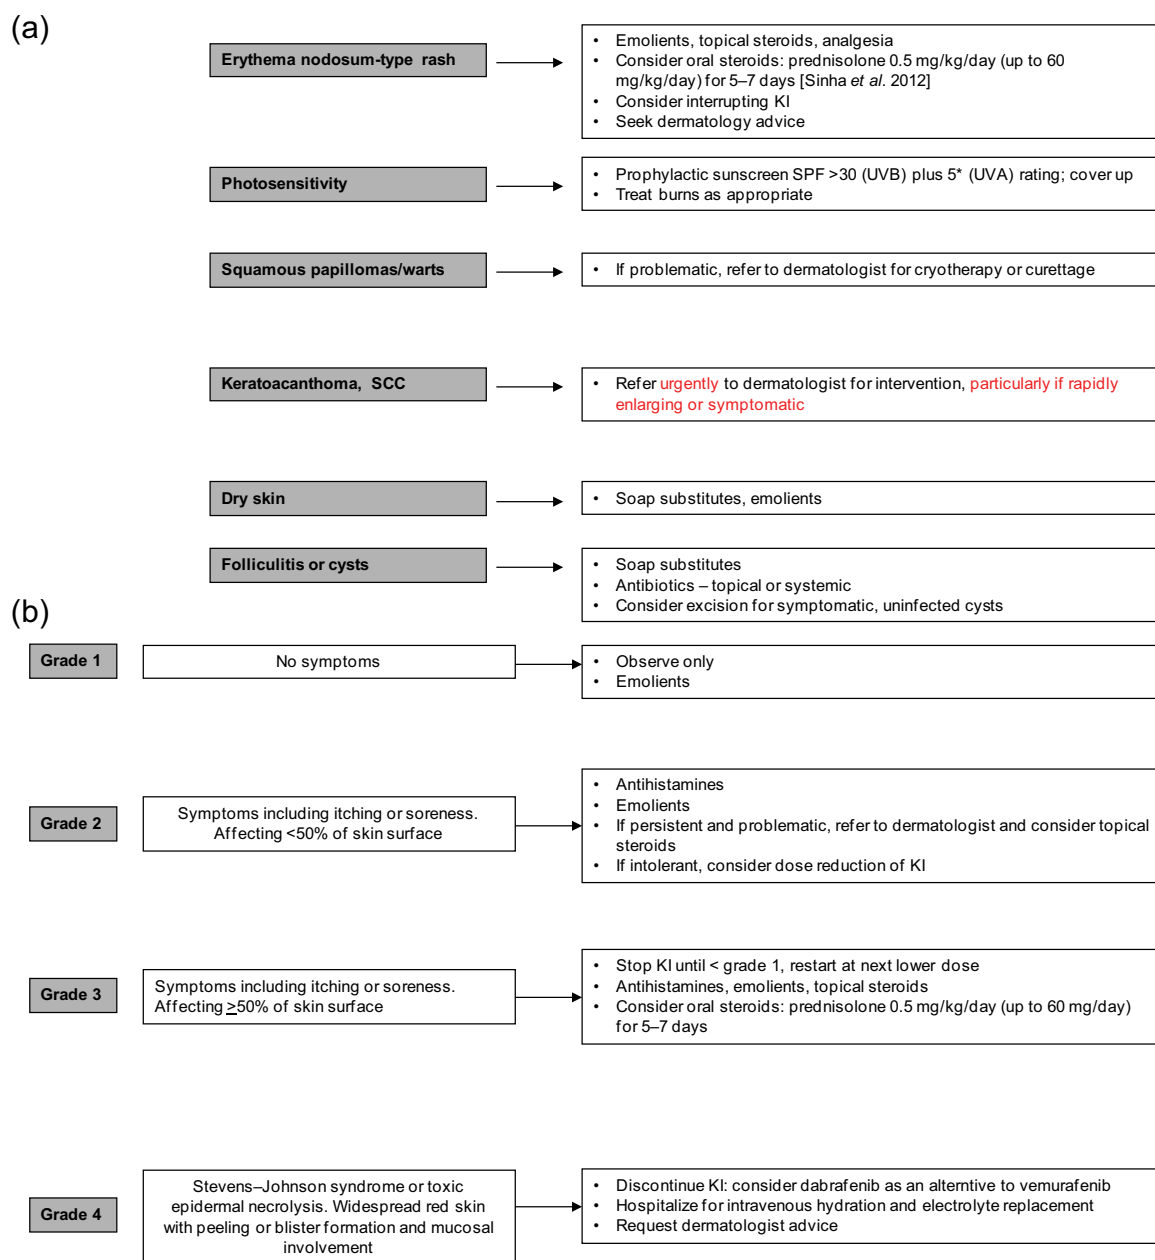 (a)
Erythema nodosum-type rash
• Emolients, topical steroids, analgesia
• Consider oral steroids: prednisolone 0.5 mg/kg/day (up to 60
mg/kg/day) for 5–7 days [Sinha et al. 2012]
• Consider interrupting KI
• Seek dermatology advice
Photosensitivity
• Prophylactic sunscreen SPF >30 (UVB) plus 5* (UVA) rating; cover up
• Treat burns as appropriate
Squamous papillomas/warts
• If problematic, refer to dermatologist for cryotherapy or curettage
Keratoacanthoma, SCC
• Refer urgently to dermatologist for intervention, particularly if rapidly
enlarging or symptomatic
Dry skin
• Soap substitutes, emolients
Folliculitis or cysts
• Soap substitutes
• Antibiotics – topical or systemic
• Consider excision for symptomatic, uninfected cysts
(b)
Grade 1
No symptoms
• Observe only
• Emolients
Grade 2
Symptoms including itching or soreness.
Affecting <50% of skin surface
• Antihistamines
• Emolients
• If persistent and problematic, refer to dermatologist and consider topical
steroids
• If intolerant, consider dose reduction of KI
Grade 3
Symptoms including itching or soreness.
Affecting ≥50% of skin surface
• Stop KI until < grade 1, restart at next lower dose
• Antihistamines, emolients, topical steroids
• Consider oral steroids: prednisolone 0.5 mg/kg/day (up to 60 mg/day)
for 5–7 days
Grade 4
Stevens–Johnson syndrome or toxic
epidermal necrolysis. Widespread red skin
with peeling or blister formation and mucosal
involvement
• Discontinue KI: consider dabrafenib as an alterntive to vemurafenib
• Hospitalize for intravenous hydration and electrolyte replacement
• Request dermatologist advice